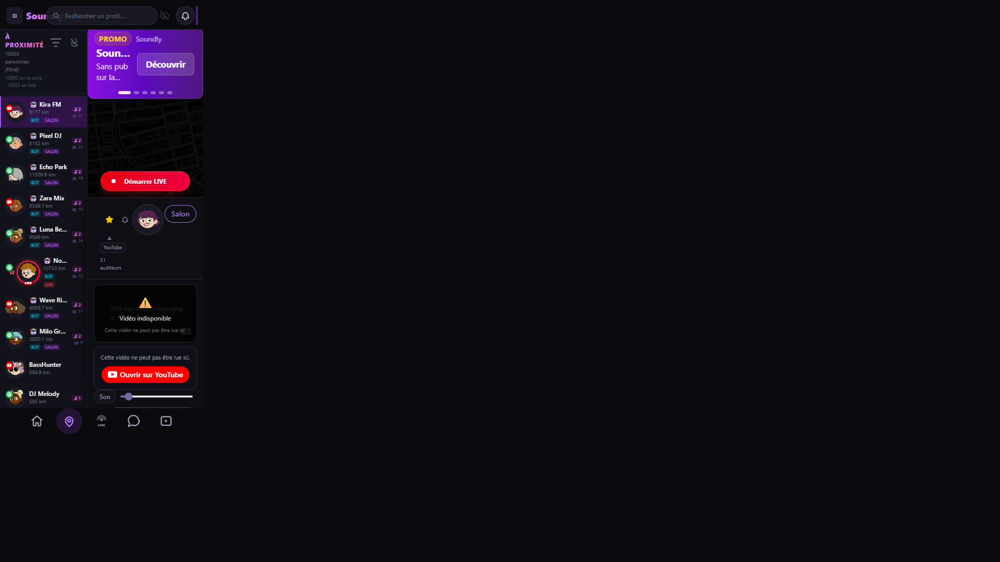 Soundly
Rechercher un profil...
À PROXIMITÉ
10003
personnes
(filtré)
10860 sur la carte
· 10003 en liste
PROMO Soundly
Soun...
Sans pub
sur la...
Découvrir
Kira FM
6177 km
BOT SALON
2
31
Pixel DJ
8152 km
BOT SALON
2
22
Echo Park
11509.6 km
BOT SALON
2
19
Zara Mix
6549.1 km
BOT SALON
2
16
Luna Be...
9546 km
BOT SALON
2
14
12
LIVE
No...
10753 km
BOT
LIVE
2
12
Wave Ri...
4059.7 km
BOT SALON
2
11
Milo Gr...
3800.1 km
BOT SALON
2
9
BassHunter
594.9 km
DJ Melody
595 km
1
Démarrer LIVE
Salon
YouTube
31
auditeurs
This live stream recording
Vidéo indisponible
Cette vidéo ne peut pas être lue ici.
Cette vidéo ne peut pas être lue ici.
Ouvrir sur YouTube
Son
LIVE